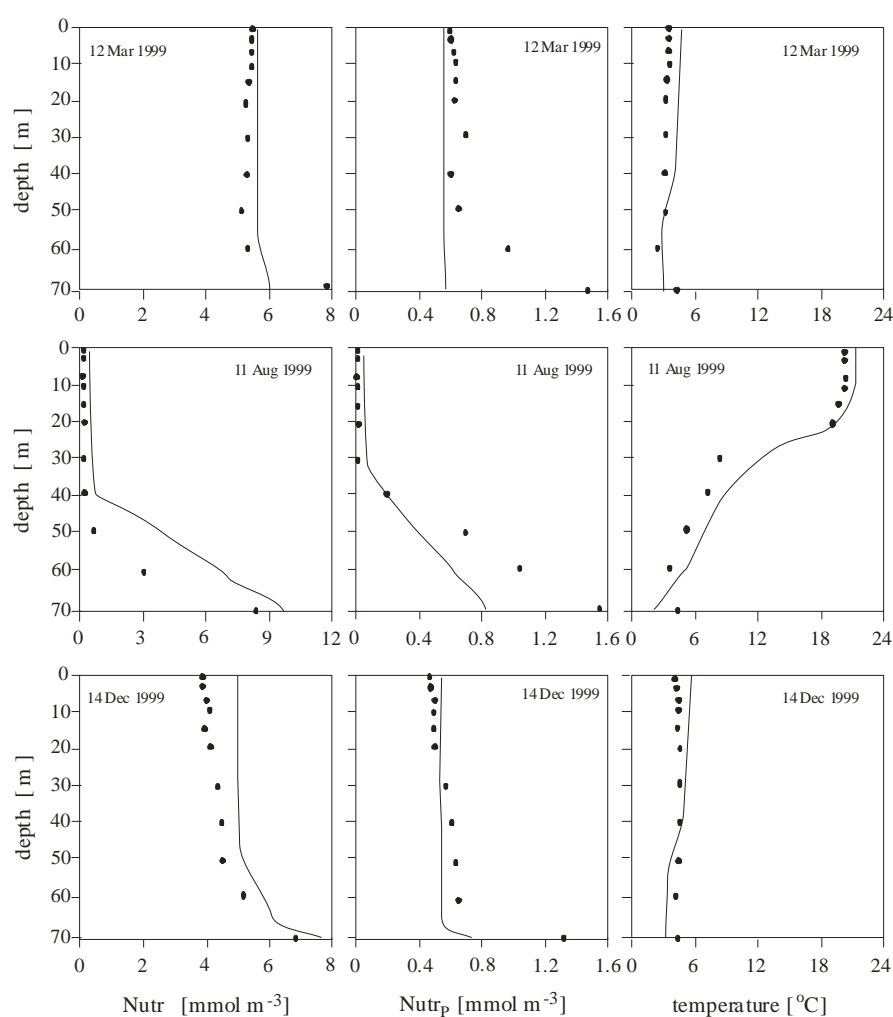 0
10
20
30
40
50
60
70
depth [ m ]
12 Mar 1999
0 2 4 6 8
12 Mar 1999
0 0.4 0.8 1.2 1.6
12 Mar 1999
0 6 12 18 24
0
10
20
30
40
50
60
70
depth [ m ]
11 Aug 1999
0 3 6 9 12
11 Aug 1999
0 0.4 0.8 1.2 1.6
11 Aug 1999
0 6 12 18 24
0
10
20
30
40
50
60
70
depth [ m ]
14 Dec 1999
0 2 4 6 8
14 Dec 1999
0 0.4 0.8 1.2 1.6
14 Dec 1999
0 6 12 18 24
Nutr [mmol m⁻³]
Nutr_P [mmol m⁻³]
temperature [°C]